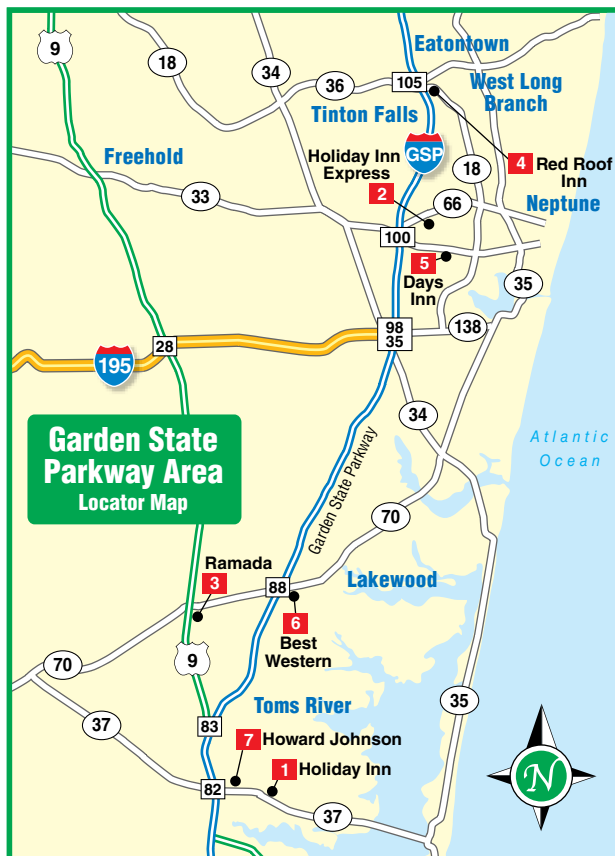 9
18
34
36
105
Eatontown
West Long
Branch
Tinton Falls
GSP
Freehold
Holiday Inn
Express
2
4
Red Roof
Inn
18
33
66
Neptune
100
5
Days
Inn
35
28
98
35
138
195
34
Garden State
Parkway Area
Locator Map
Garden State Parkway
Atlantic
Ocean
70
Ramada
3
88
Lakewood
6
Best
Western
70
9
37
Toms River
35
83
7
Howard Johnson
82
1
Holiday Inn
37
N